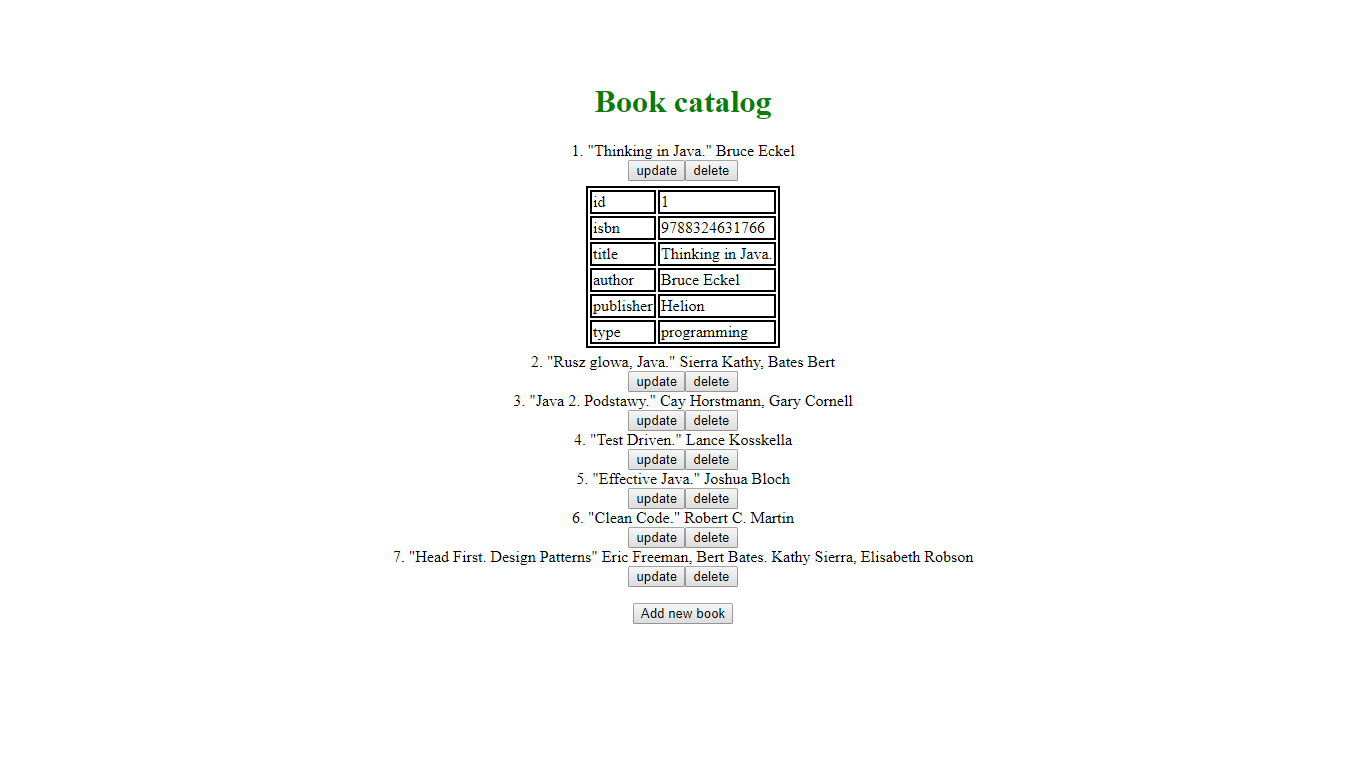 Book catalog
1. "Thinking in Java." Bruce Eckel
update delete
id 1
isbn 9788324631766
title Thinking in Java.
author Bruce Eckel
publisher Helion
type programming
2. "Rusz glowa, Java." Sierra Kathy, Bates Bert
update delete
3. "Java 2. Podstawy." Cay Horstmann, Gary Cornell
update delete
4. "Test Driven." Lance Kosskella
update delete
5. "Effective Java." Joshua Bloch
update delete
6. "Clean Code." Robert C. Martin
update delete
7. "Head First. Design Patterns" Eric Freeman, Bert Bates. Kathy Sierra, Elisabeth Robson
update delete
Add new book